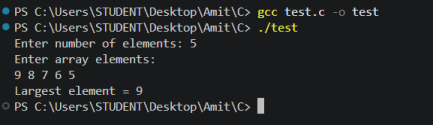 PS C:\Users\STUDENT\Desktop\Amit\C> gcc test.c -o test
PS C:\Users\STUDENT\Desktop\Amit\C> ./test
Enter number of elements: 5
Enter array elements:
9 8 7 6 5
Largest element = 9
PS C:\Users\STUDENT\Desktop\Amit\C>